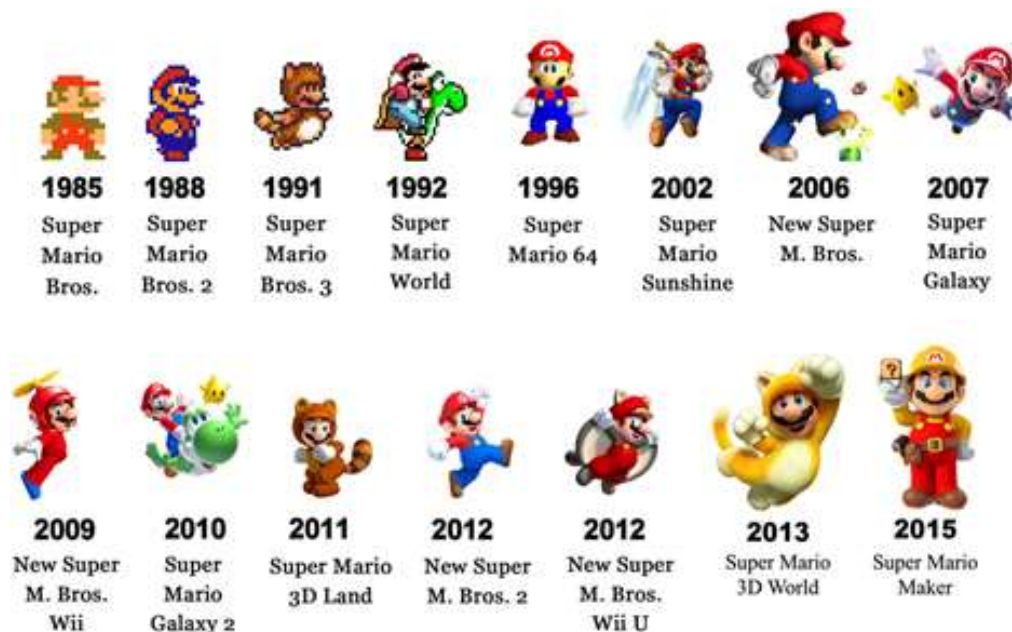 1985
Super
Mario
Bros.
1988
Super
Mario
Bros. 2
1991
Super
Mario
Bros. 3
1992
Super
Mario
World
1996
Super
Mario 64
2002
Super
Mario
Sunshine
2006
New Super
M. Bros.
2007
Super
Mario
Galaxy
2009
New Super
M. Bros.
Wii
2010
Super
Mario
Galaxy 2
2011
Super Mario
3D Land
2012
New Super
M. Bros. 2
2012
New Super
M. Bros.
Wii U
2013
Super Mario
3D World
?
M
2015
Super Mario
Maker